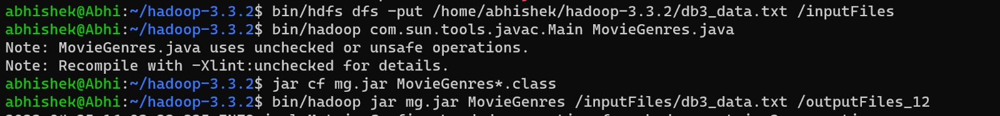 abhishek@Abhi:~/hadoop-3.3.2$ bin/hdfs dfs -put /home/abhishek/hadoop-3.3.2/db3_data.txt /inputFiles
abhishek@Abhi:~/hadoop-3.3.2$ bin/hadoop com.sun.tools.javac.Main MovieGenres.java
Note: MovieGenres.java uses unchecked or unsafe operations.
Note: Recompile with -Xlint:unchecked for details.
abhishek@Abhi:~/hadoop-3.3.2$ jar cf mg.jar MovieGenres*.class
abhishek@Abhi:~/hadoop-3.3.2$ bin/hadoop jar mg.jar MovieGenres /inputFiles/db3_data.txt /outputFiles_12